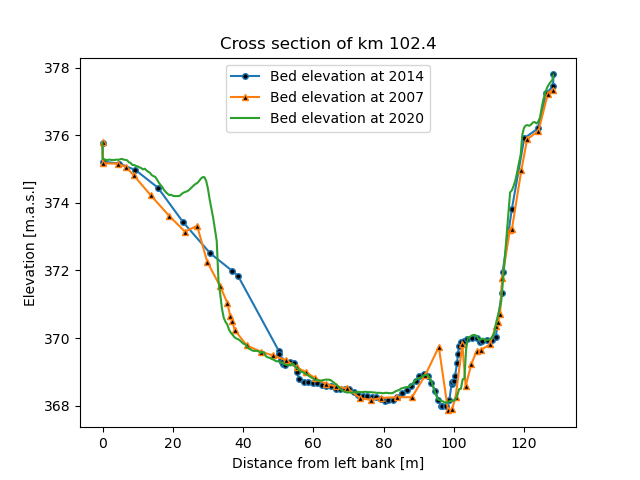 Cross section of km 102.4
Bed elevation at 2014
Bed elevation at 2007
Bed elevation at 2020
Elevation [m.a.s.l]
378
376
374
372
370
368
0 20 40 60 80 100 120
Distance from left bank [m]